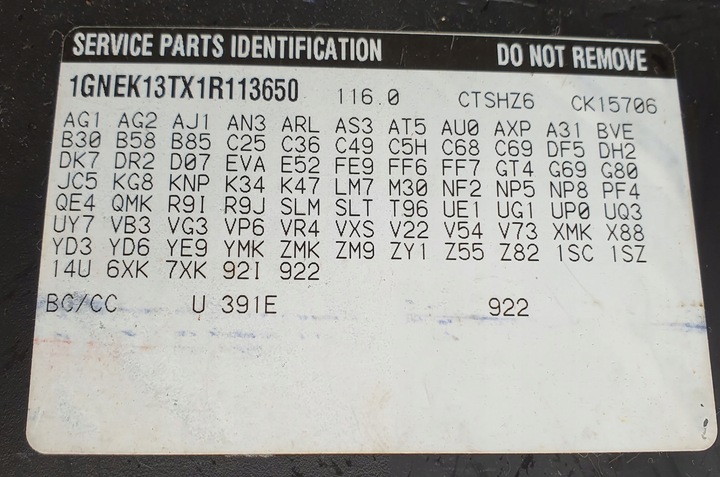 SERVICE PARTS IDENTIFICATION DO NOT REMOVE
1GNEK13TX1R113650 116.0 CTSHZ6 CK15706
AG1 AG2 AJ1 AN3 ARL AS3 AT5 AU0 AXP A31 BVE
B30 B58 B85 C25 C36 C49 C5H C68 C69 DF5 DH2
DK7 DR2 D07 EVA E52 FE9 FF6 FF7 GT4 G69 G80
JC5 KG8 KNP K34 K47 LM7 M30 NF2 NP5 NP8 PF4
QE4 QMK R9I R9J SLM SLT T96 UE1 UG1 UP0 UQ3
UY7 VB3 VG3 VP6 VR4 VXS V22 V54 V73 XMK X88
YD3 YD6 YE9 YMK ZMK ZM9 ZY1 Z55 Z82 1SC 1SZ
14U 6XK 7XK 92I 922
BC/CC U 391E 922